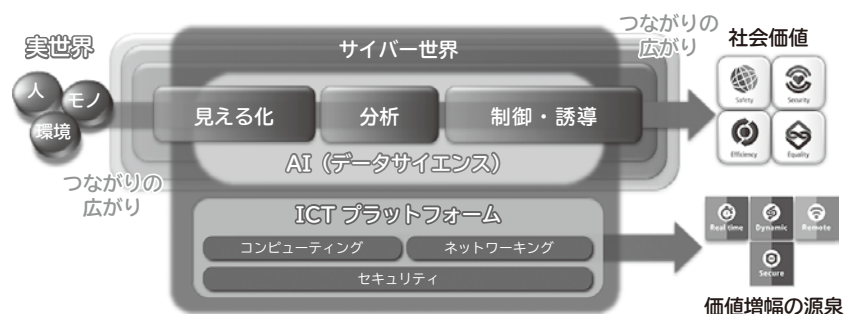 つながりの
広がり
社会価値
実世界
サイバー世界
人
モノ
環境
見える化
分析
制御・誘導
Safety
Security
Efficiency
Equality
AI（データサイエンス）
つながりの
広がり
ICTプラットフォーム
コンピューティング
ネットワーキング
セキュリティ
Real time
Dynamic
Remote
Secure
価値増幅の源泉